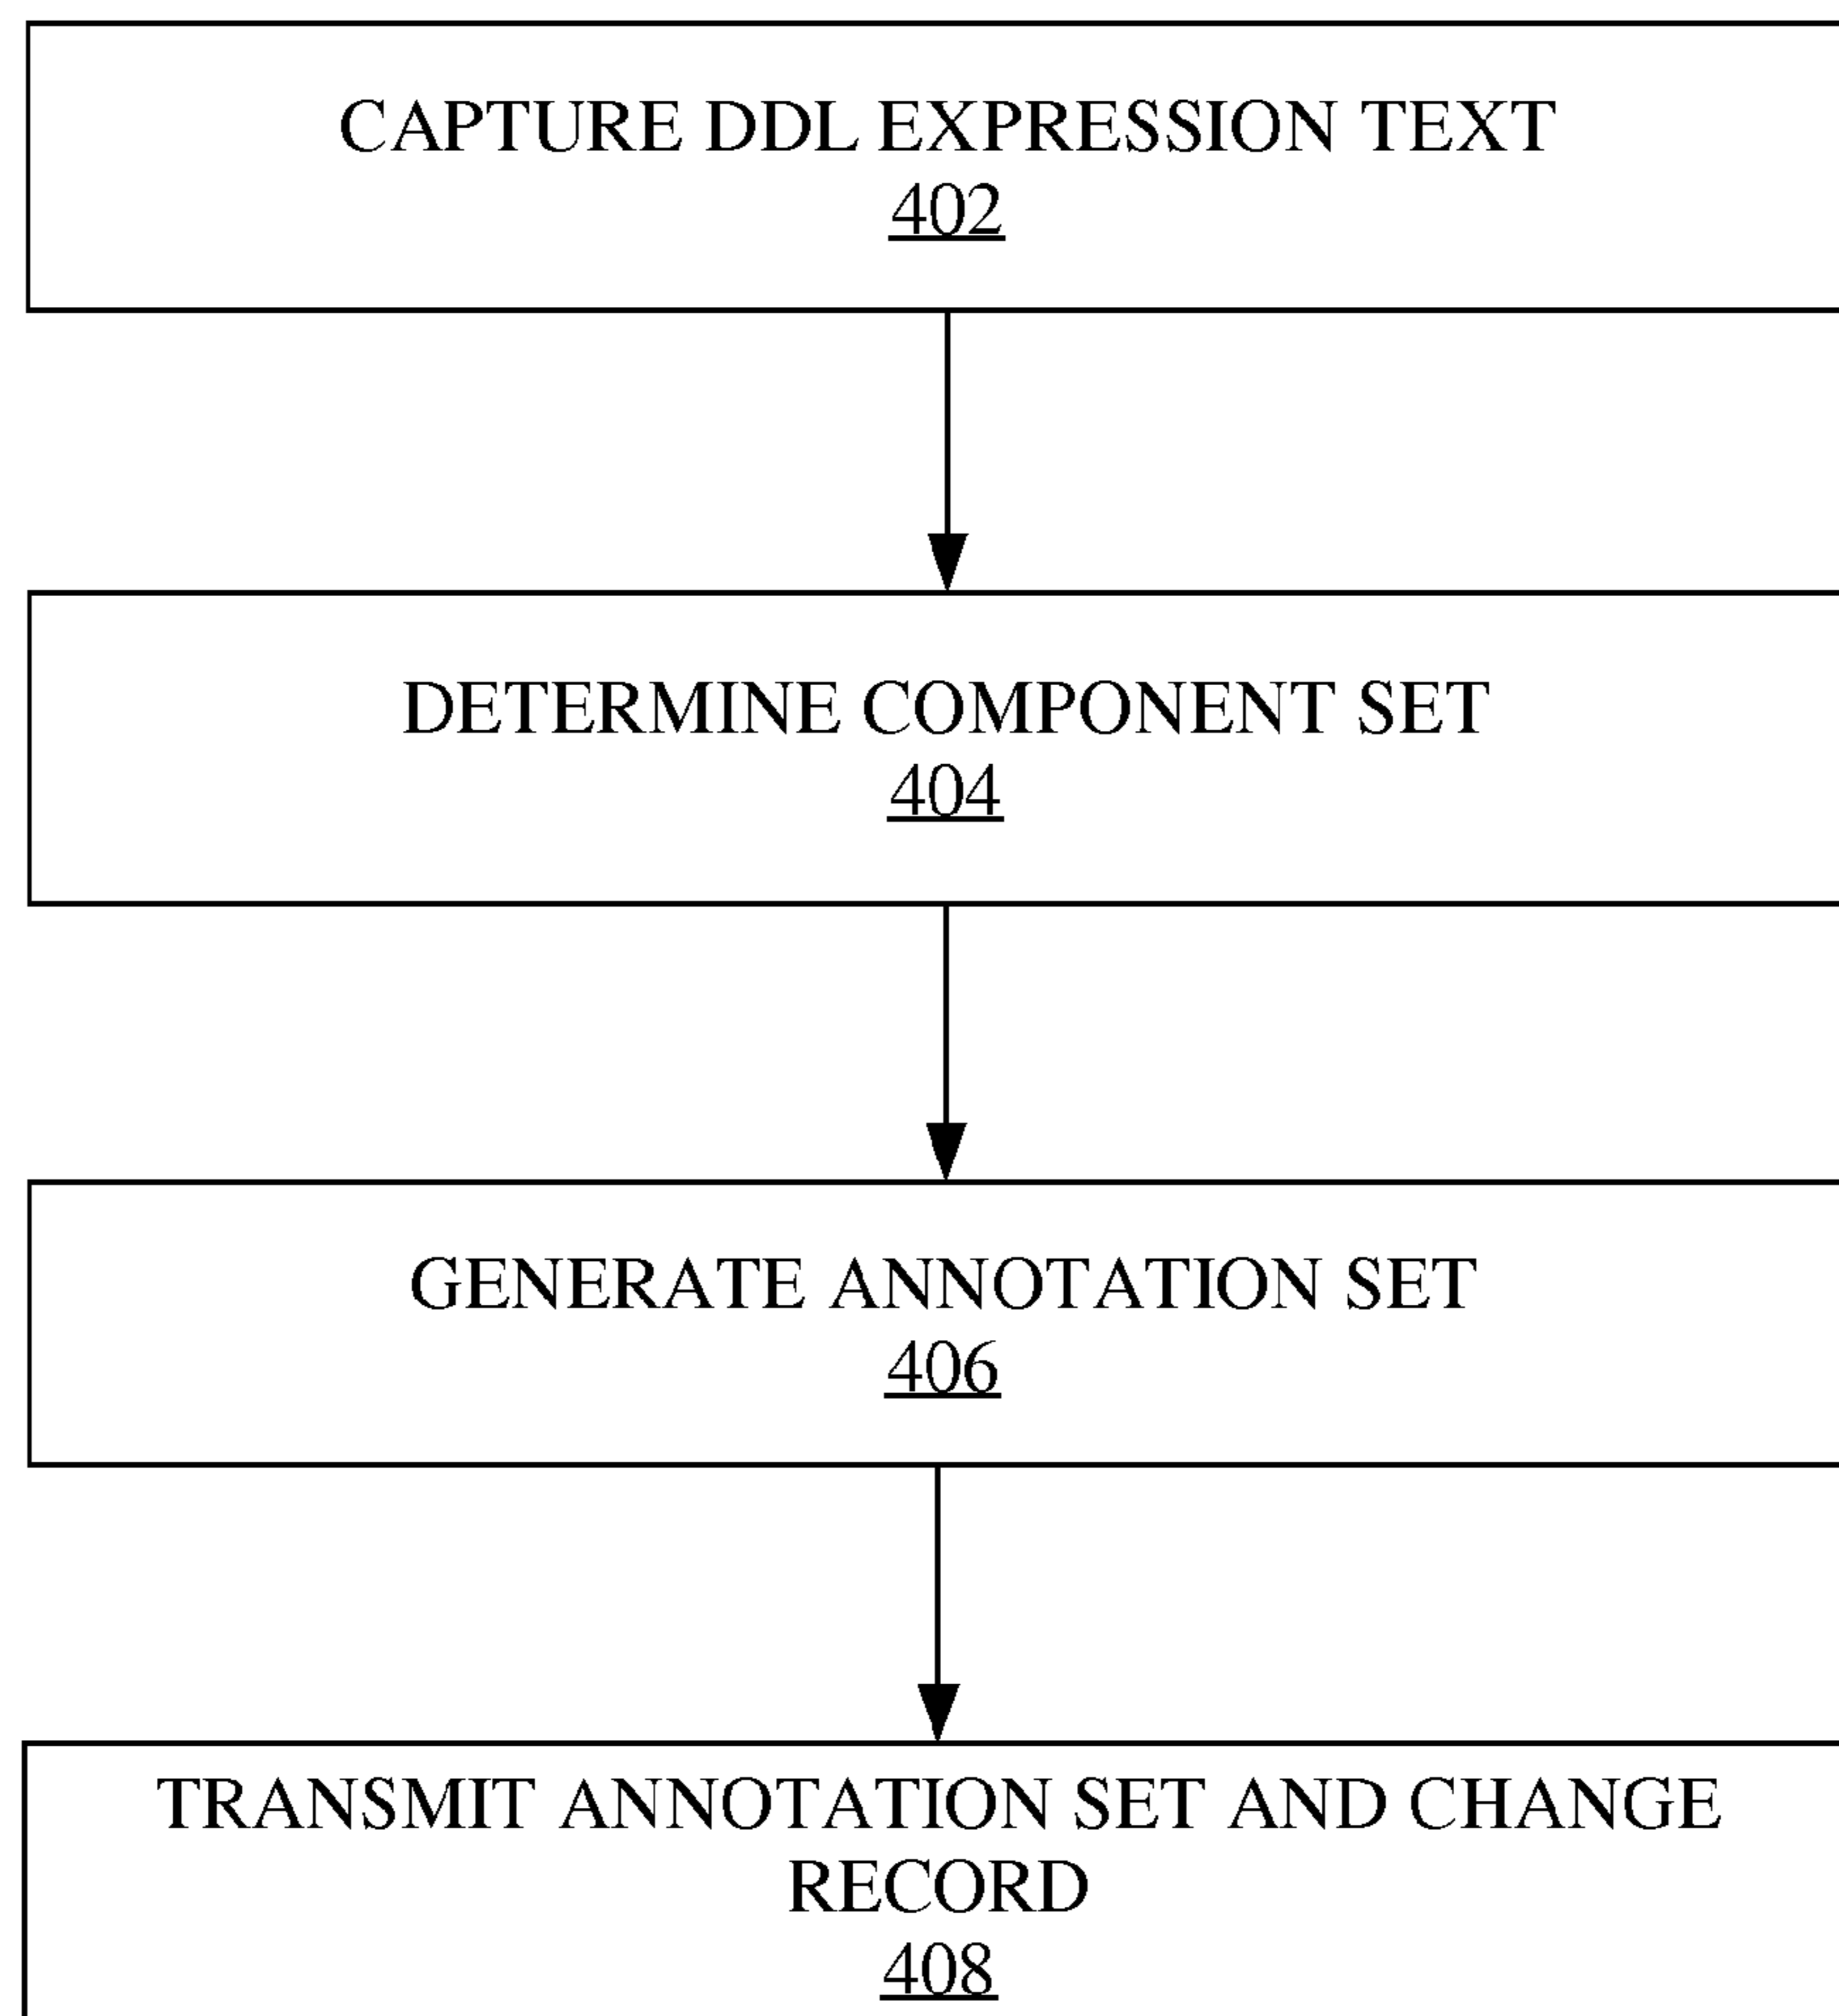 CAPTURE DDL EXPRESSION TEXT
402
DETERMINE COMPONENT SET
404
GENERATE ANNOTATION SET
406
TRANSMIT ANNOTATION SET AND CHANGE
RECORD
408